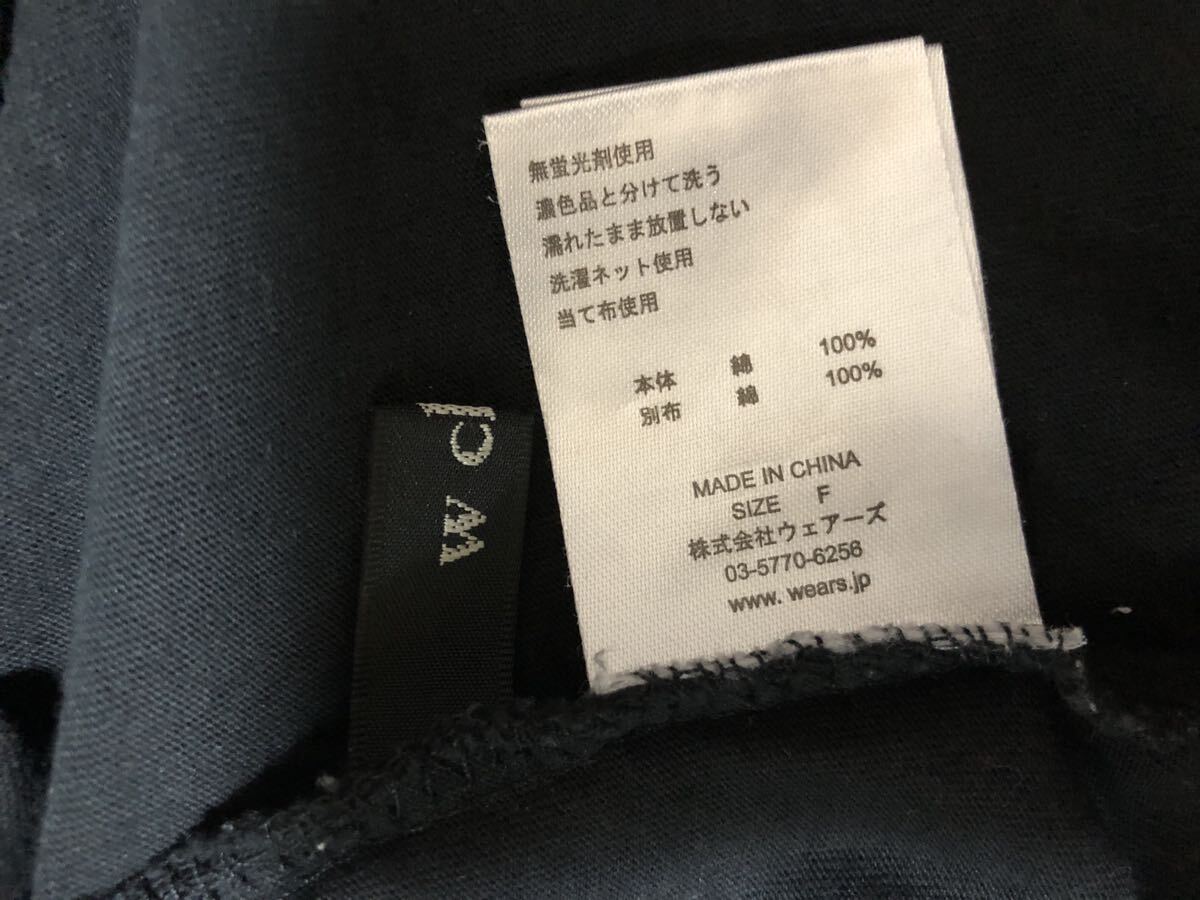 無蛍光剤使用
濃色品と分けて洗う
濡れたまま放置しない
洗濯ネット使用
当て布使用
本体 綿 100%
別布 綿 100%
MADE IN CHINA
SIZE F
株式会社ウェアーズ
03-5770-6256
www. wears.jp
w c